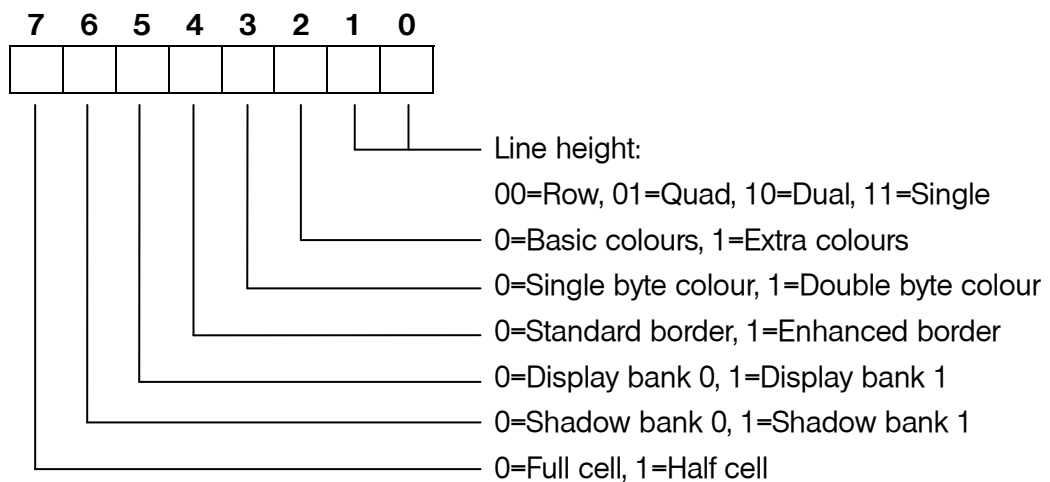 7 6 5 4 3 2 1 0
Line height:
00=Row, 01=Quad, 10=Dual, 11=Single
0=Basic colours, 1=Extra colours
0=Single byte colour, 1=Double byte colour
0=Standard border, 1=Enhanced border
0=Display bank 0, 1=Display bank 1
0=Shadow bank 0, 1=Shadow bank 1
0=Full cell, 1=Half cell